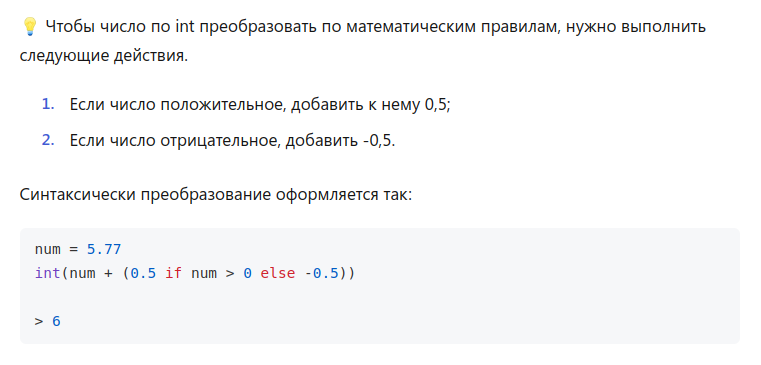 💡 Чтобы число по int преобразовать по математическим правилам, нужно выполнить
следующие действия.
1. Если число положительное, добавить к нему 0,5;
2. Если число отрицательное, добавить -0,5.
Синтаксически преобразование оформляется так:
num = 5.77
int(num + (0.5 if num > 0 else -0.5))
> 6